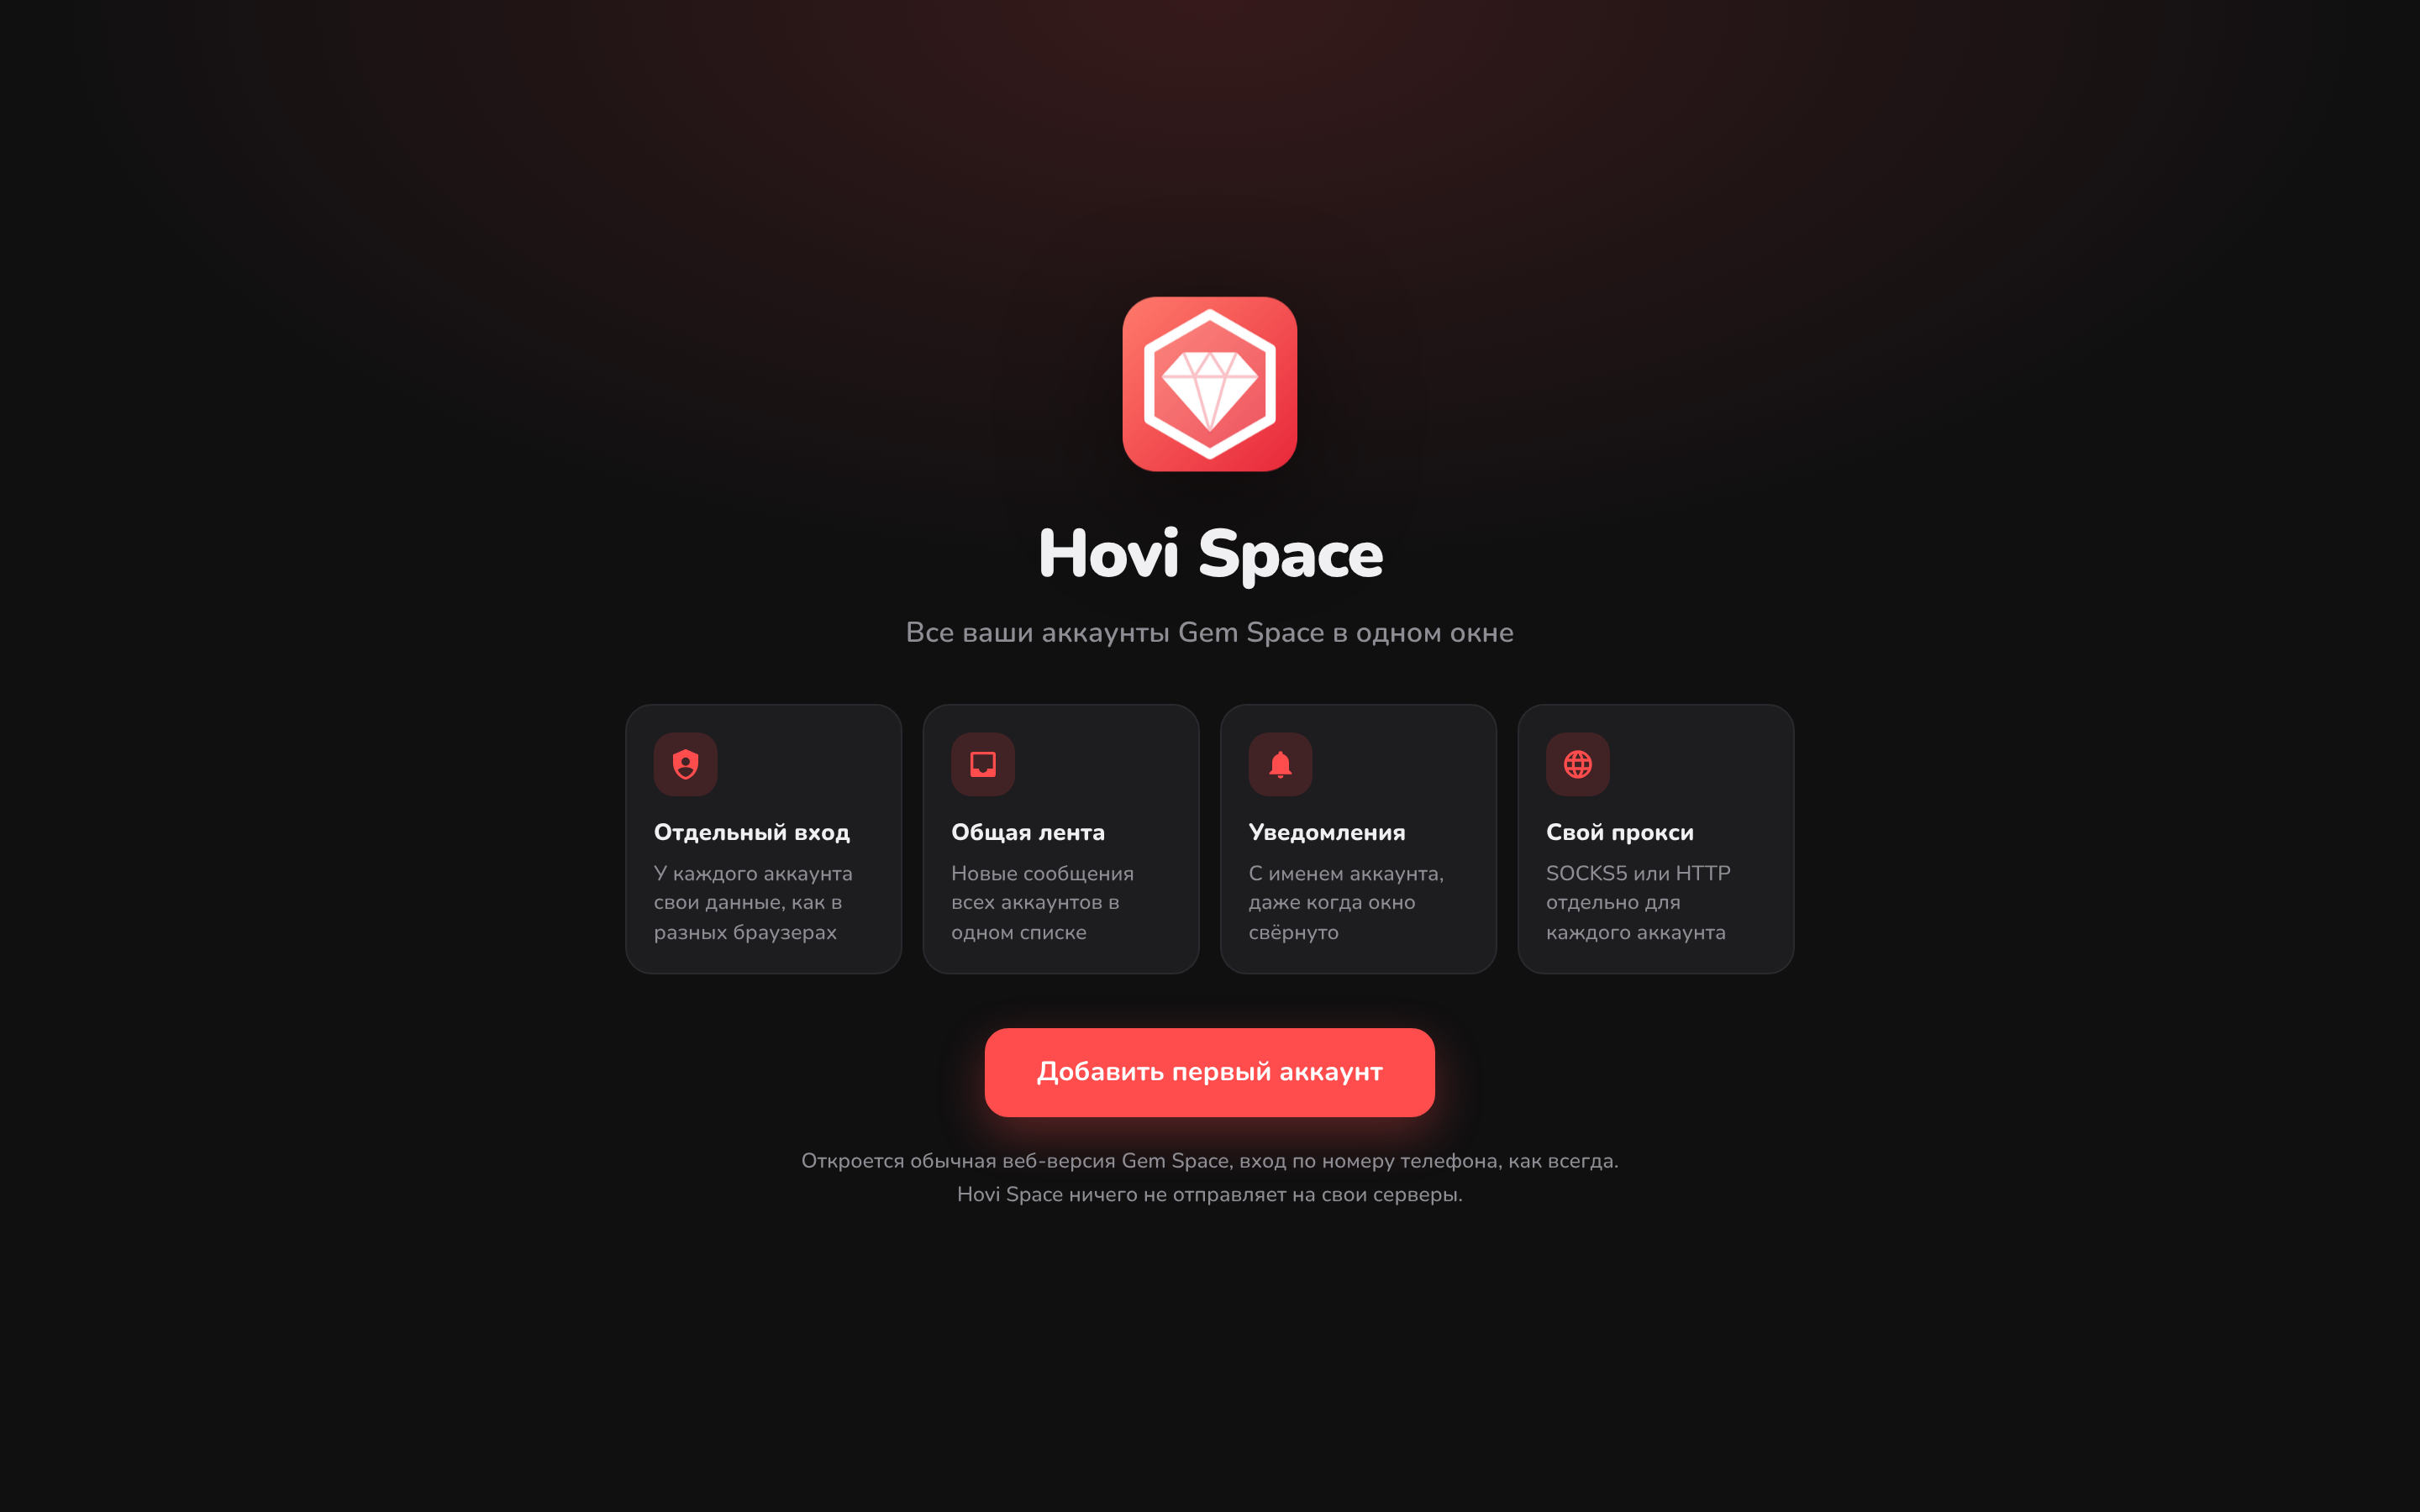 Hovi Space
Все ваши аккаунты Gem Space в одном окне
Отдельный вход
У каждого аккаунта
свои данные, как в
разных браузерах
Общая лента
Новые сообщения
всех аккаунтов в
одном списке
Уведомления
С именем аккаунта,
даже когда окно
свёрнуто
Свой прокси
SOCKS5 или HTTP
отдельно для
каждого аккаунта
Добавить первый аккаунт
Откроется обычная веб-версия Gem Space, вход по номеру телефона, как всегда.
Hovi Space ничего не отправляет на свои серверы.